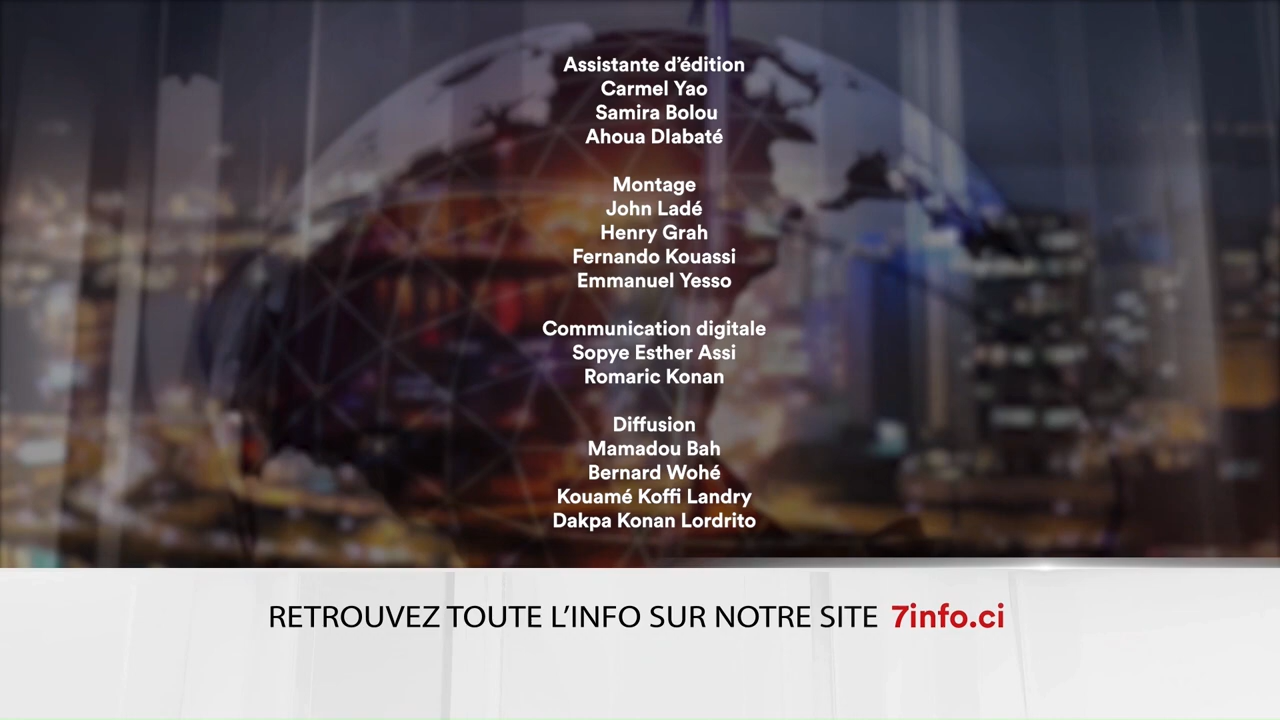 Assistante d’édition
Carmel Yao
Samira Bolou
Ahoua Dlabaté
Montage
John Ladé
Henry Grah
Fernando Kouassi
Emmanuel Yesso
Communication digitale
Sopye Esther Assi
Romaric Konan
Diffusion
Mamadou Bah
Bernard Wohé
Kouamé Koffi Landry
Dakpa Konan Lordrito
RETROUVEZ TOUTE L’INFO SUR NOTRE SITE 7info.ci